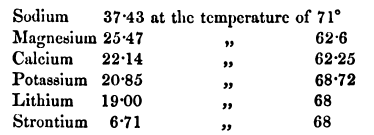 Sodium 37·43 at the temperature of 71°
Magnesium 25·47 „ 62·6
Calcium 22·14 „ 62·25
Potassium 20·85 „ 68·72
Lithium 19·00 „ 68
Strontium 6·71 „ 68